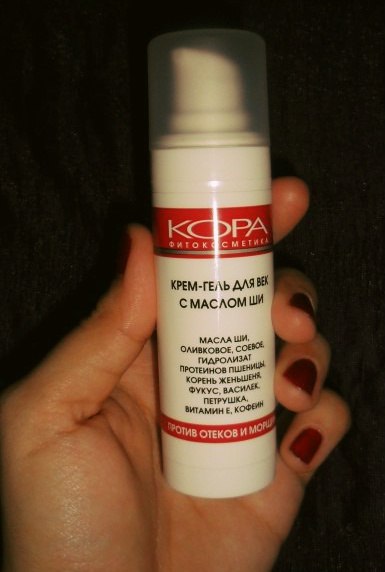 КОРА
ФИТОКОСМЕТИКА
КРЕМ-ГЕЛЬ ДЛЯ ВЕК
С МАСЛОМ ШИ
МАСЛА ШИ,
ОЛИВКОВОЕ, СОЕВОЕ,
ГИДРОЛИЗАТ
ПРОТЕИНОВ ПШЕНИЦЫ,
КОРЕНЬ ЖЕНЬШЕНЯ,
ФУКУС, ВАСИЛЕК,
ПЕТРУШКА,
ВИТАМИН Е, КОФЕИН
ПРОТИВ ОТЕКОВ И МОРЩИ